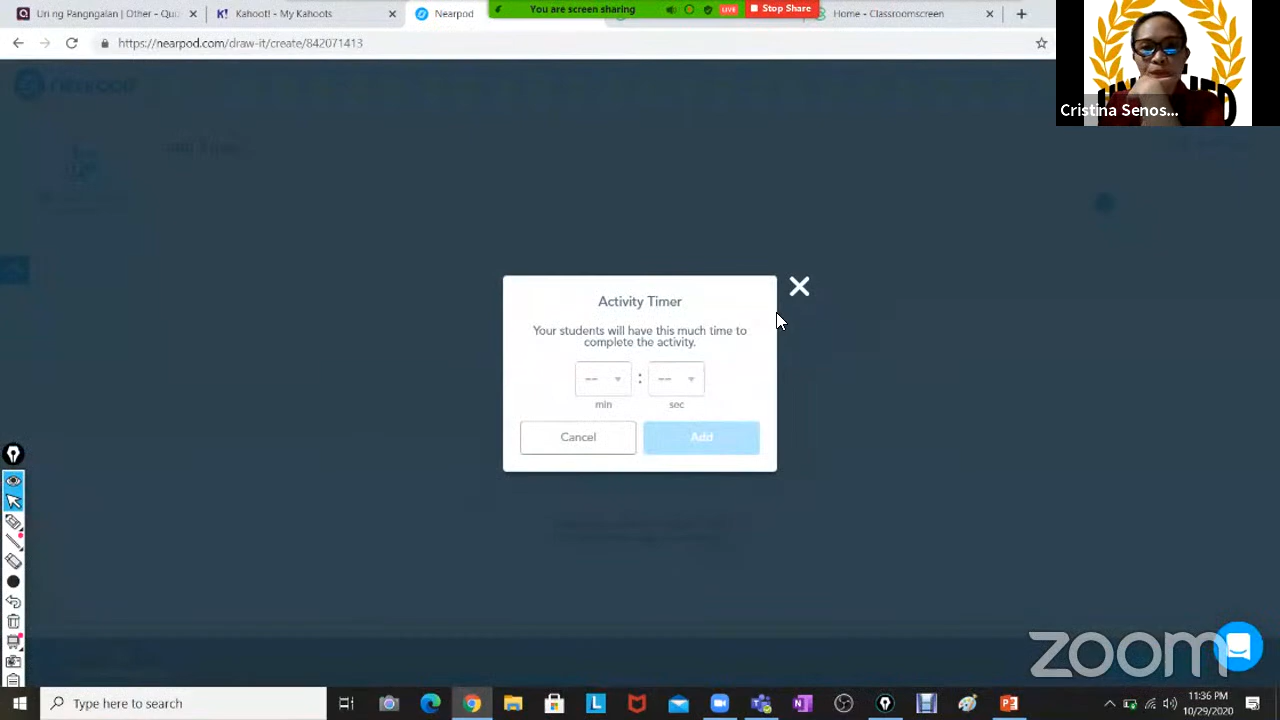 Uri ng Pangngalan | Other - Qui
Kahoot! - My Kahoots
Nearpod
You are screen sharing
LIVE
Stop Share
Home - Classroomscreen
https://nearpod.com/draw-it/create/842071413
nearpod
Cristina Senos...
Activity Timer
Your students will have this much time to
complete the activity.
-- : --
min sec
Cancel Add
zoom
Type here to search
11:36 PM
10/29/2020